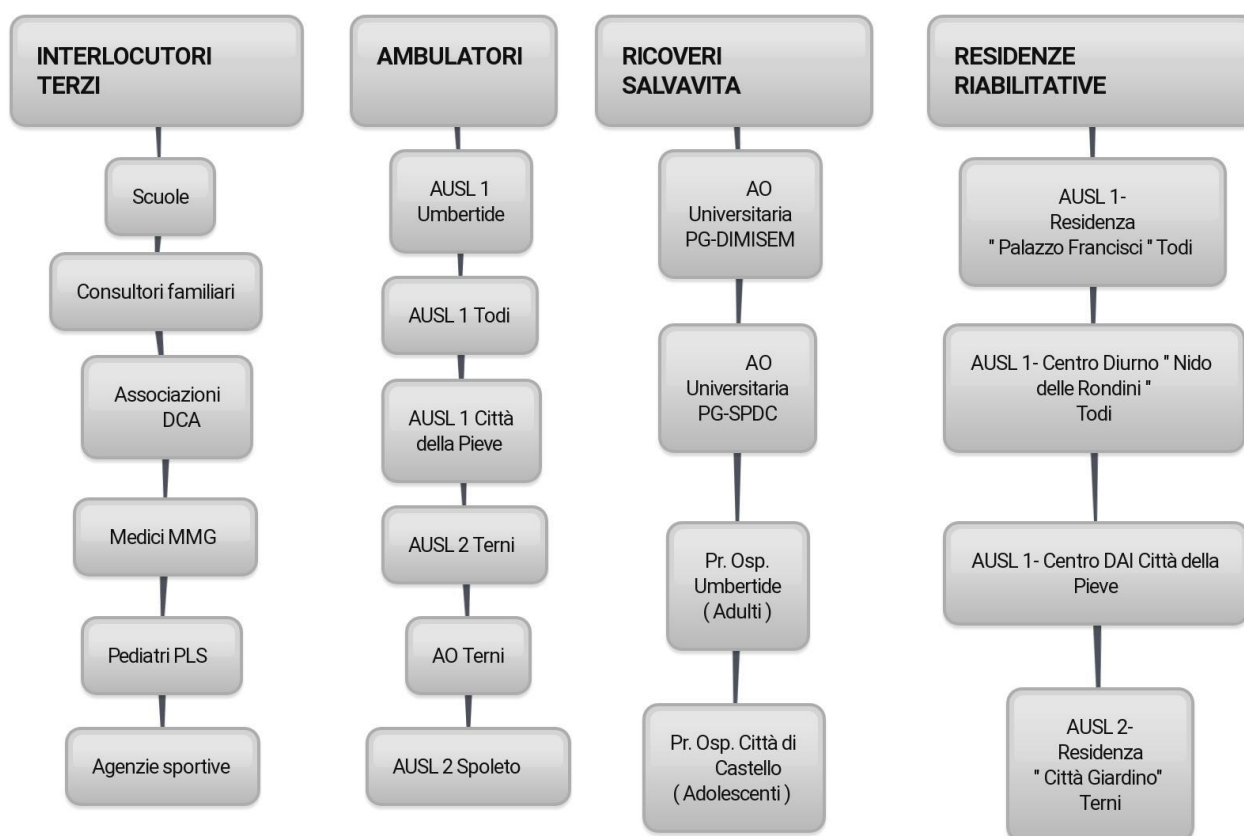 INTERLOCUTORI
TERZI
Scuole
Consultori familiari
Associazioni
DCA
Medici MMG
Pediatri PLS
Agenzie sportive
AMBULATORI
AUSL 1
Umbertide
AUSL 1 Todi
AUSL 1 Città
della Pieve
AUSL 2 Terni
AO Terni
AUSL 2 Spoleto
RICOVERI
SALVAVITA
AO
Universitaria
PG-DIMISEM
AO
Universitaria
PG-SPDC
Pr. Osp.
Umbertide
( Adulti )
Pr. Osp. Città di
Castello
( Adolescenti )
RESIDENZE
RIABILITATIVE
AUSL 1-
Residenza
" Palazzo Francisci " Todi
AUSL 1- Centro Diurno " Nido
delle Rondini "
Todi
AUSL 1- Centro DAI Città della
Pieve
AUSL 2-
Residenza
" Città Giardino"
Terni